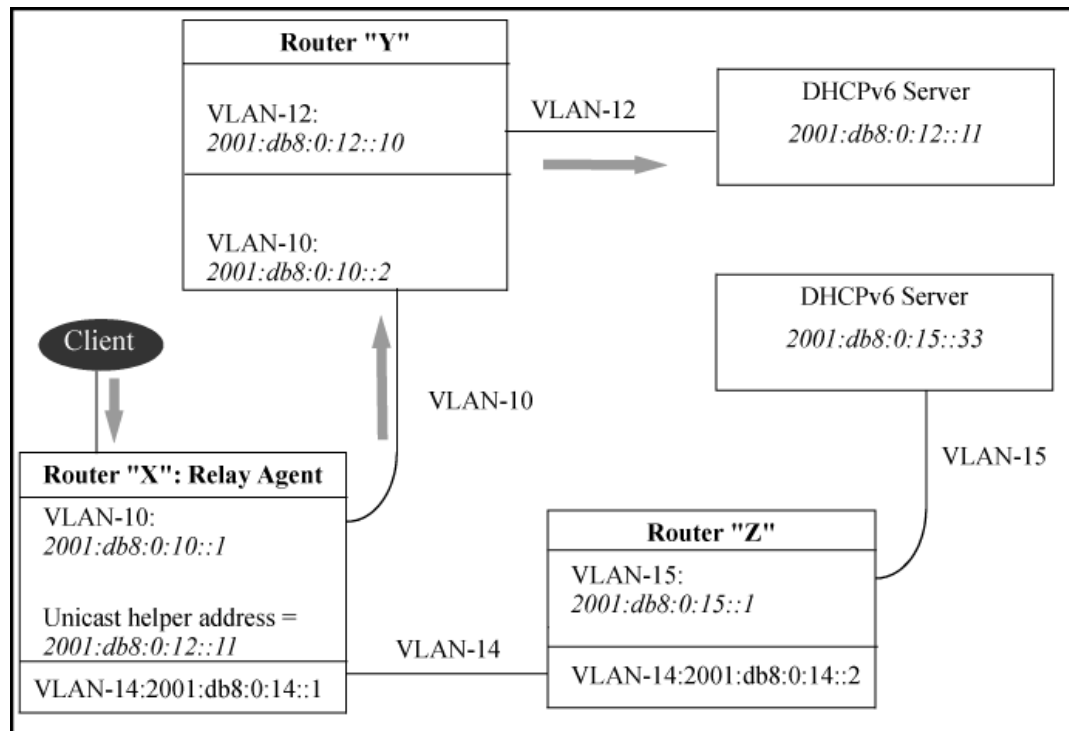 Router "Y"
VLAN-12:
2001:db8:0:12::10
VLAN-10:
2001:db8:0:10::2
VLAN-12
DHCPv6 Server
2001:db8:0:12::11
DHCPv6 Server
2001:db8:0:15::33
Client
VLAN-10
VLAN-15
Router "X": Relay Agent
VLAN-10:
2001:db8:0:10::1
Unicast helper address =
2001:db8:0:12::11
VLAN-14:2001:db8:0:14::1
VLAN-14
Router "Z"
VLAN-15:
2001:db8:0:15::1
VLAN-14:2001:db8:0:14::2